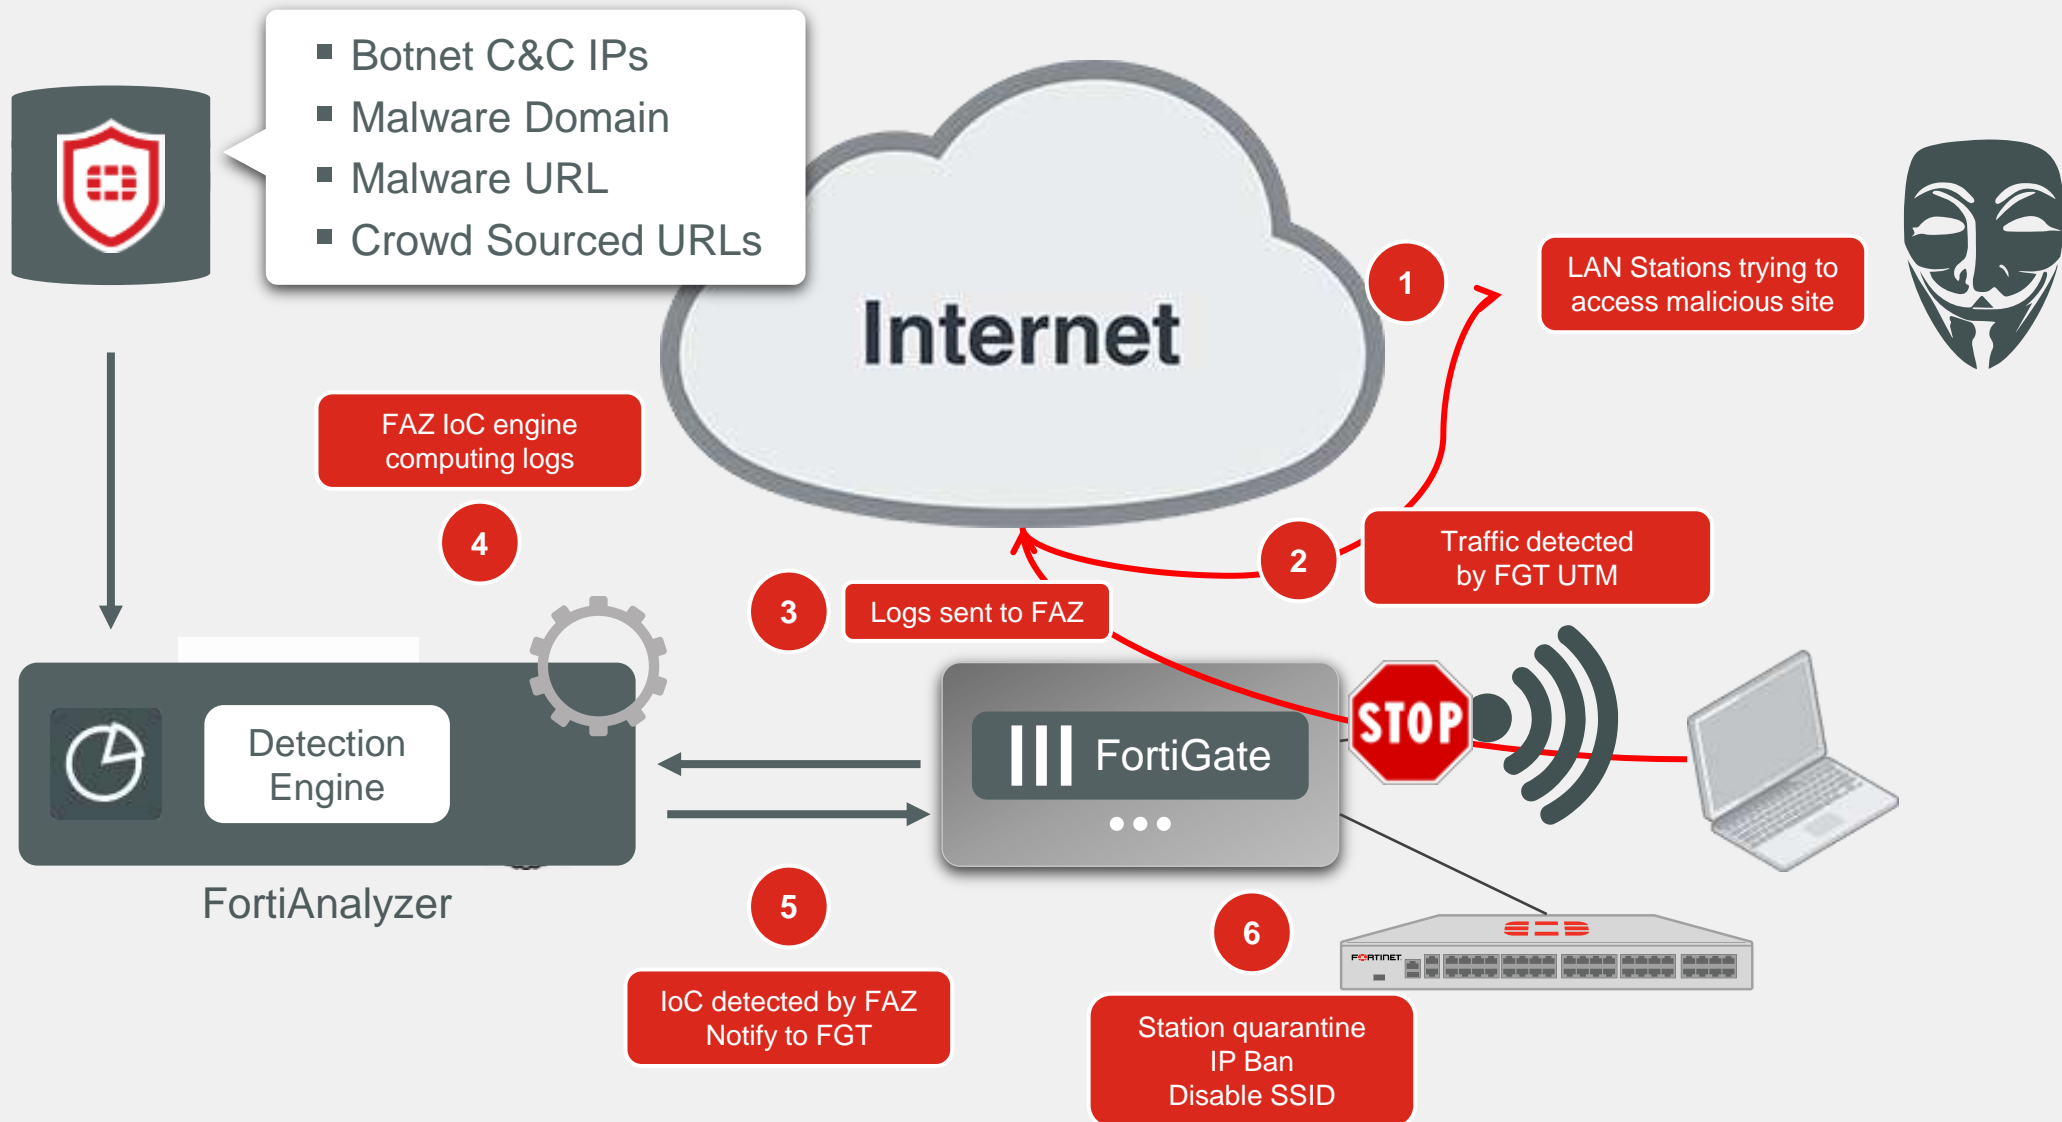 Botnet C&C IPs
Malware Domain
Malware URL
Crowd Sourced URLs
Internet
1
LAN Stations trying to
access malicious site
FAZ IoC engine
computing logs
4
2
Traffic detected
by FGT UTM
3
Logs sent to FAZ
STOP
Detection
Engine
FortiGate
FortiAnalyzer
5
IoC detected by FAZ
Notify to FGT
6
FORTINET
Station quarantine
IP Ban
Disable SSID